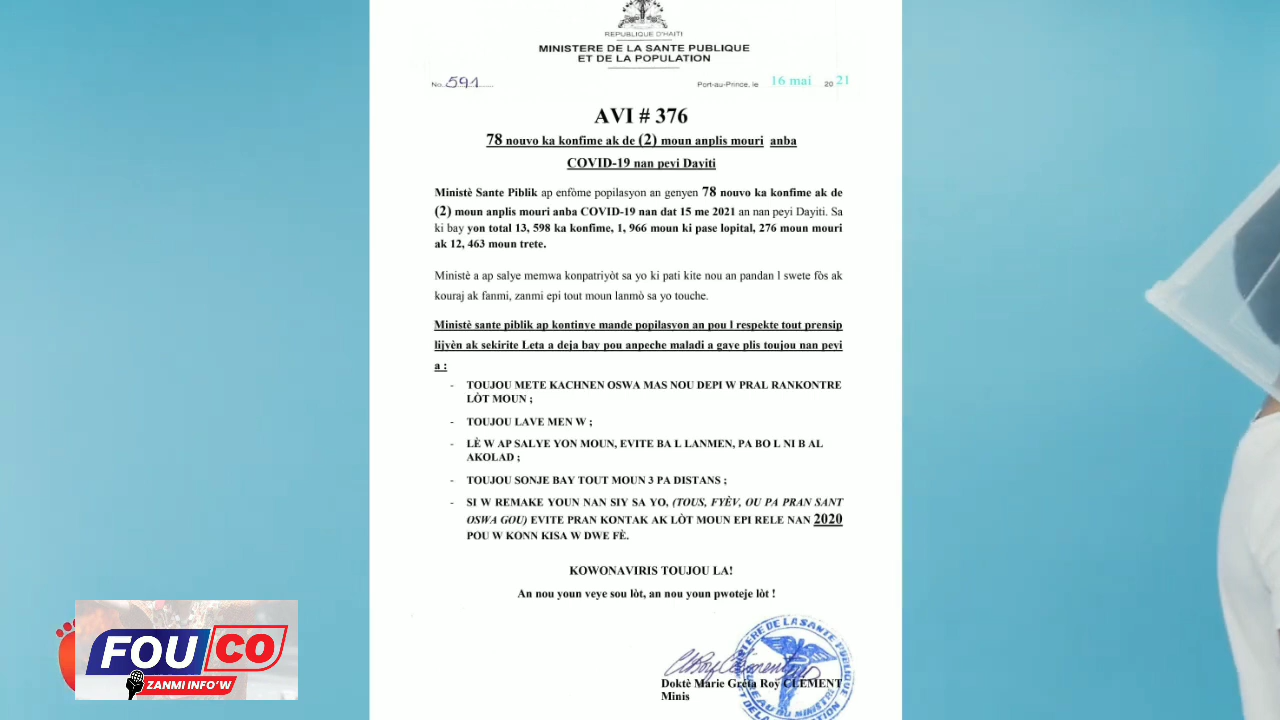 REPUBLIQUE D'HAITI
MINISTERE DE LA SANTE PUBLIQUE
ET DE LA POPULATION
No. 591
Port-au-Prince, le 16 mai 20 21
AVI # 376
78 nouvo ka konfime ak de (2) moun anplis mouri anba
COVID-19 nan peyi Dayiti
Ministè Sante Piblik ap enfòme popilasyon an genyen 78 nouvo ka konfime ak de
(2) moun anplis mouri anba COVID-19 nan dat 15 me 2021 an nan peyi Dayiti. Sa
ki bay yon total 13, 598 ka konfime, 1, 966 moun ki pase lopital, 276 moun mouri
ak 12, 463 moun trete.
Ministè a ap salye memwa konpatriyòt sa yo ki pati kite nou an pandan l swete fòs ak
kouraj ak fanmi, zanmi epi tout moun lanmò sa yo touche.
Ministè sante piblik ap kontinye mande popilasyon an pou l respekte tout prensip
lijyèn ak sekirite Leta a deja bay pou anpeche maladi a gaye plis toujou nan peyi
a :
- TOUJOU METE KACHNEN OSWA MAS NOU DEPI W PRAL RANKONTRE
LÒT MOUN ;
- TOUJOU LAVE MEN W ;
- LÈ W AP SALYE YON MOUN, EVITE BA L LANMEN, PA BO L NI B AL
AKOLAD ;
- TOUJOU SONJE BAY TOUT MOUN 3 PA DISTANS ;
- SI W REMAKE YOUN NAN SIY SA YO, (TOUS, FYÈV, OU PA PRAN SANT
OSWA GOU) EVITE PRAN KONTAK AK LÒT MOUN EPI RELE NAN 2020
POU W KONN KISA W DWE FÈ.
KOWONAVIRIS TOUJOU LA!
An nou youn veye sou lòt, an nou youn pwoteje lòt !
Doktè Marie Gréta Roy CLEMENT
Minis
FOU CO
ZANMI INFO'W